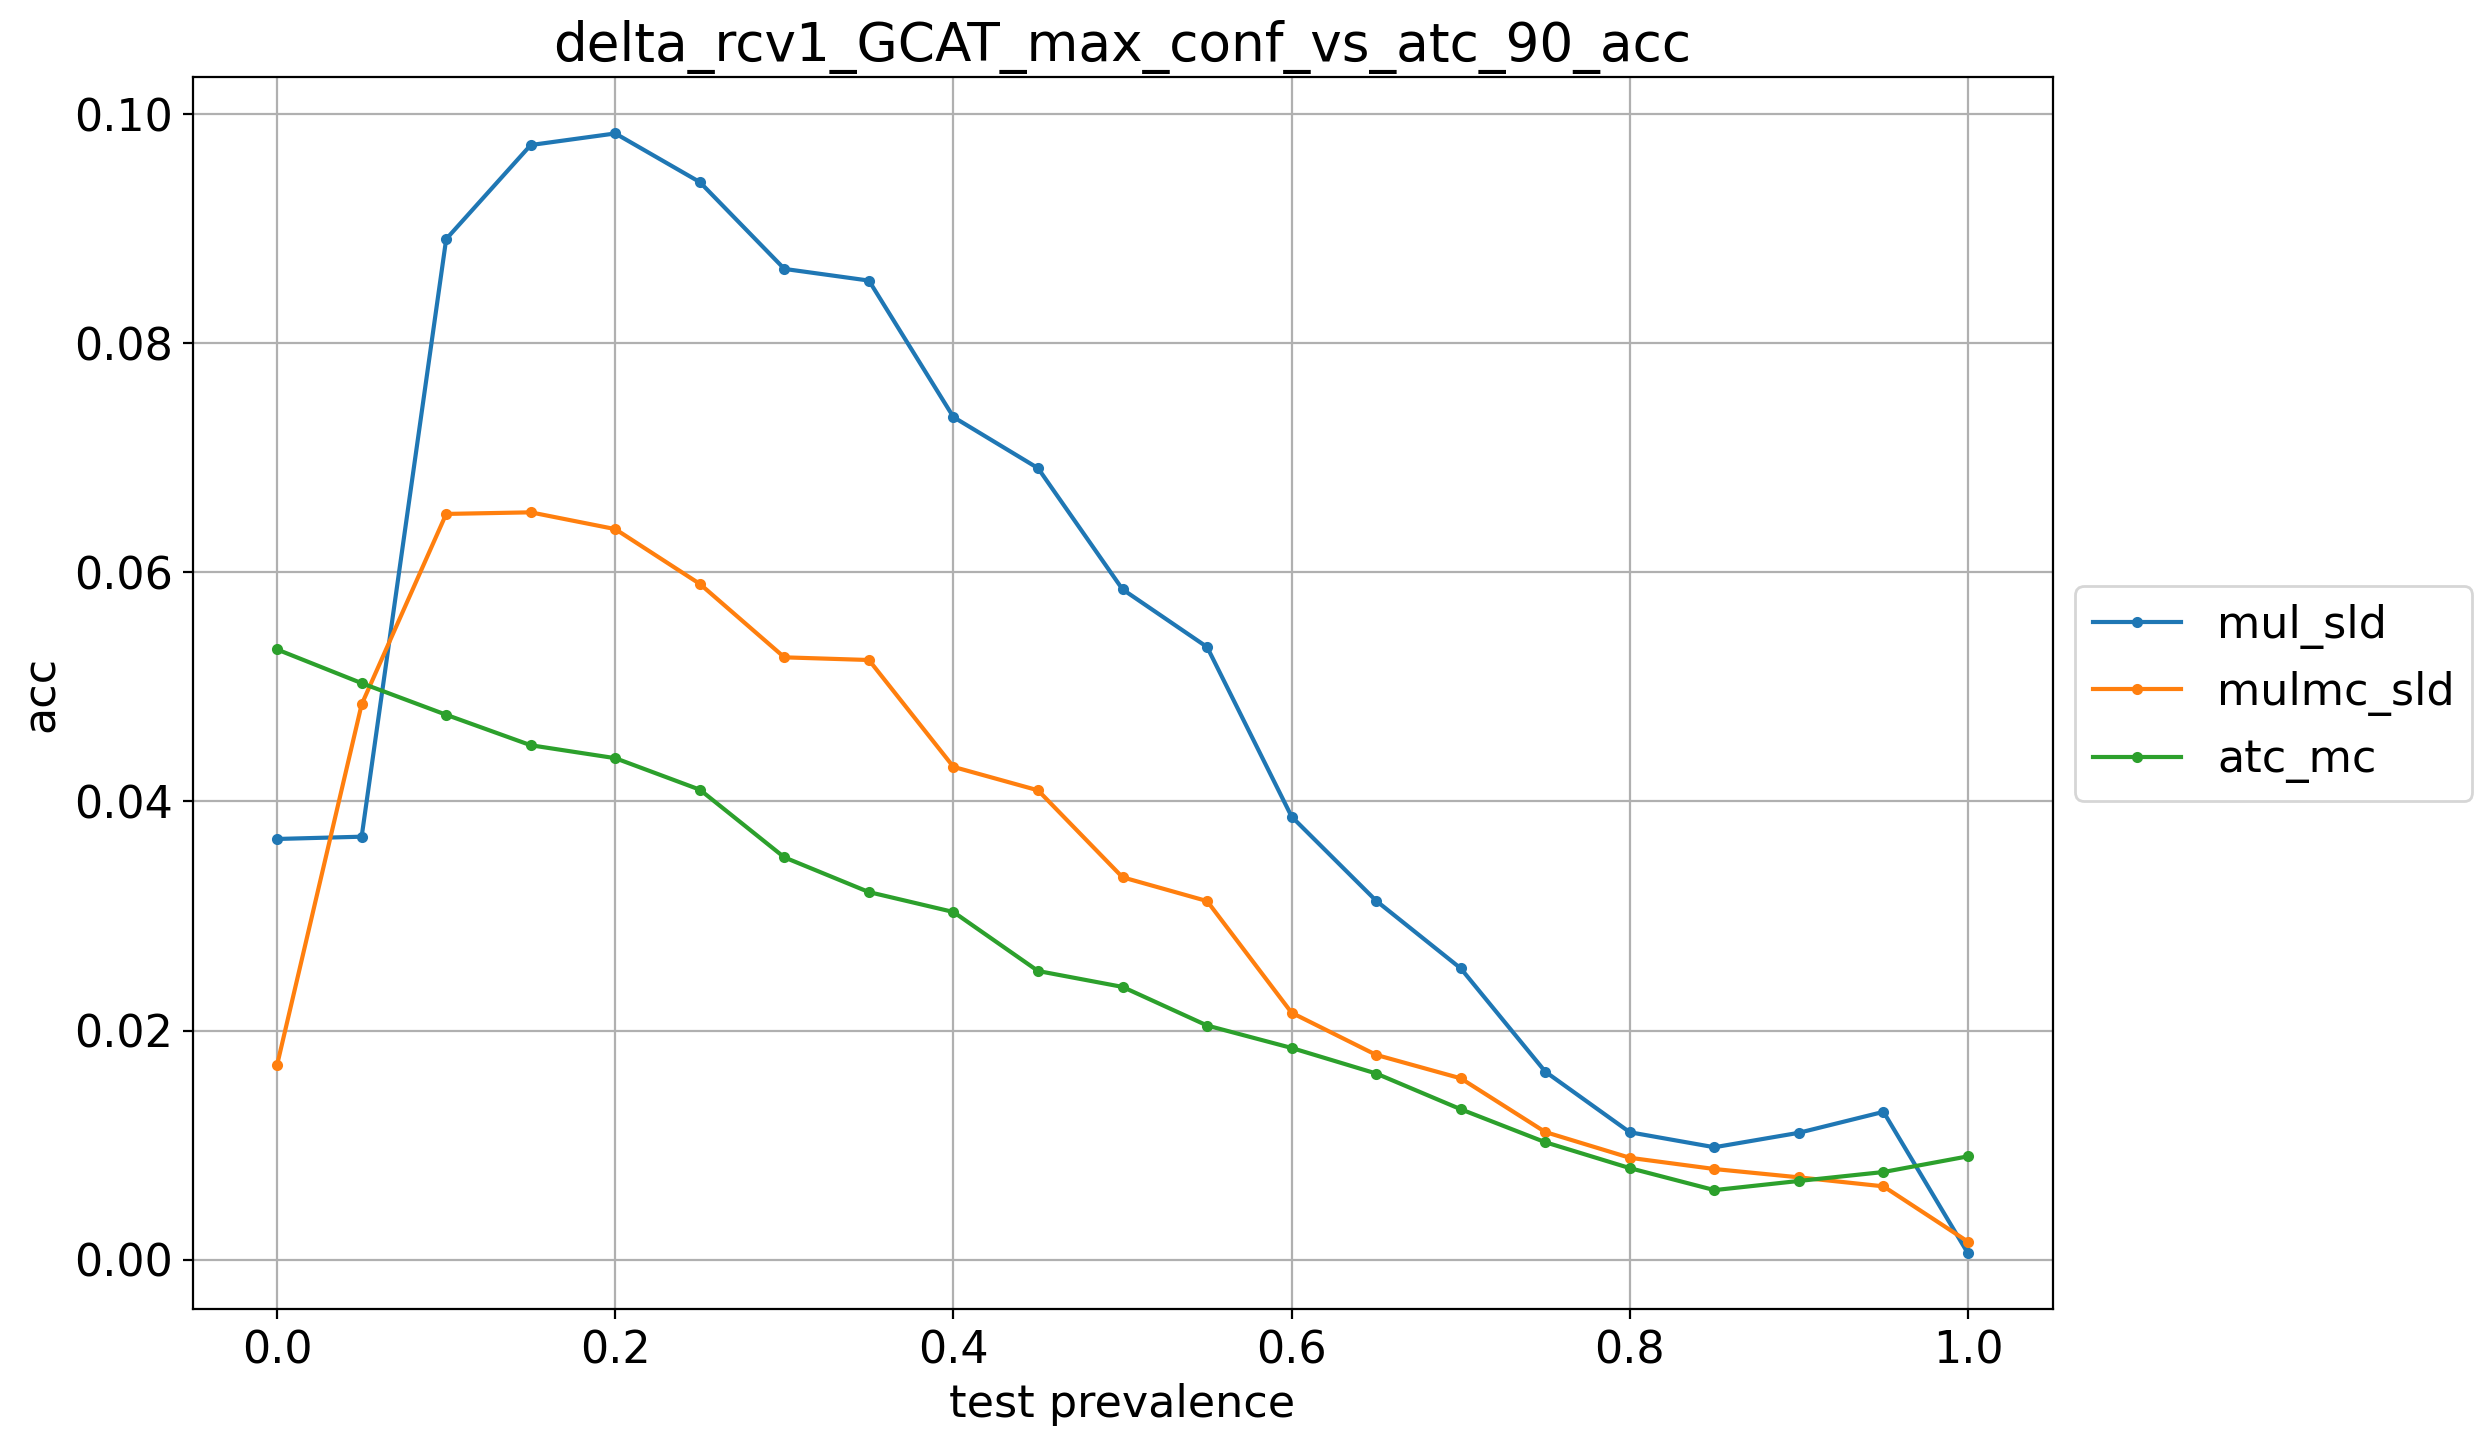 delta_rcv1_GCAT_max_conf_vs_atc_90_acc
0.10
0.08
0.06
0.04
0.02
0.00
acc
0.0 0.2 0.4 0.6 0.8 1.0
test prevalence
mul_sld
mulmc_sld
atc_mc